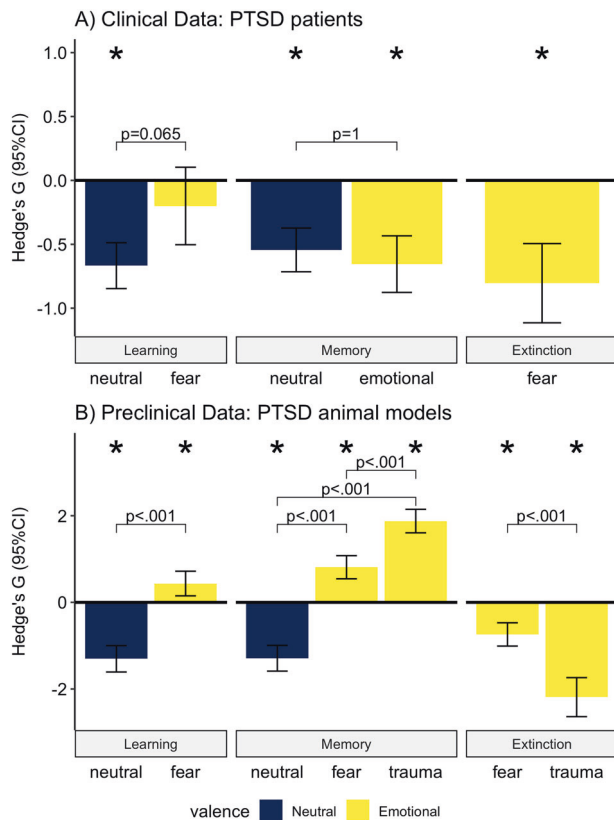 A) Clinical Data: PTSD patients
Hedge's G (95%CI)
1.0
0.5
0.0
-0.5
-1.0
* * * *
p=0.065 p=1
Learning Memory Extinction
neutral fear neutral emotional fear
B) Preclinical Data: PTSD animal models
Hedge's G (95%CI)
2
0
-2
* * * * * * *
p<.001
p<.001
p<.001 p<.001 p<.001
Learning Memory Extinction
neutral fear neutral fear trauma fear trauma
valence Neutral Emotional